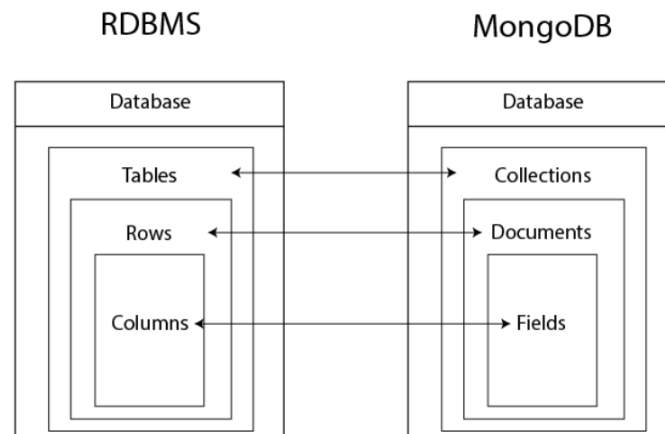 RDBMS MongoDB
Database Database
Tables Collections
Rows Documents
Columns Fields